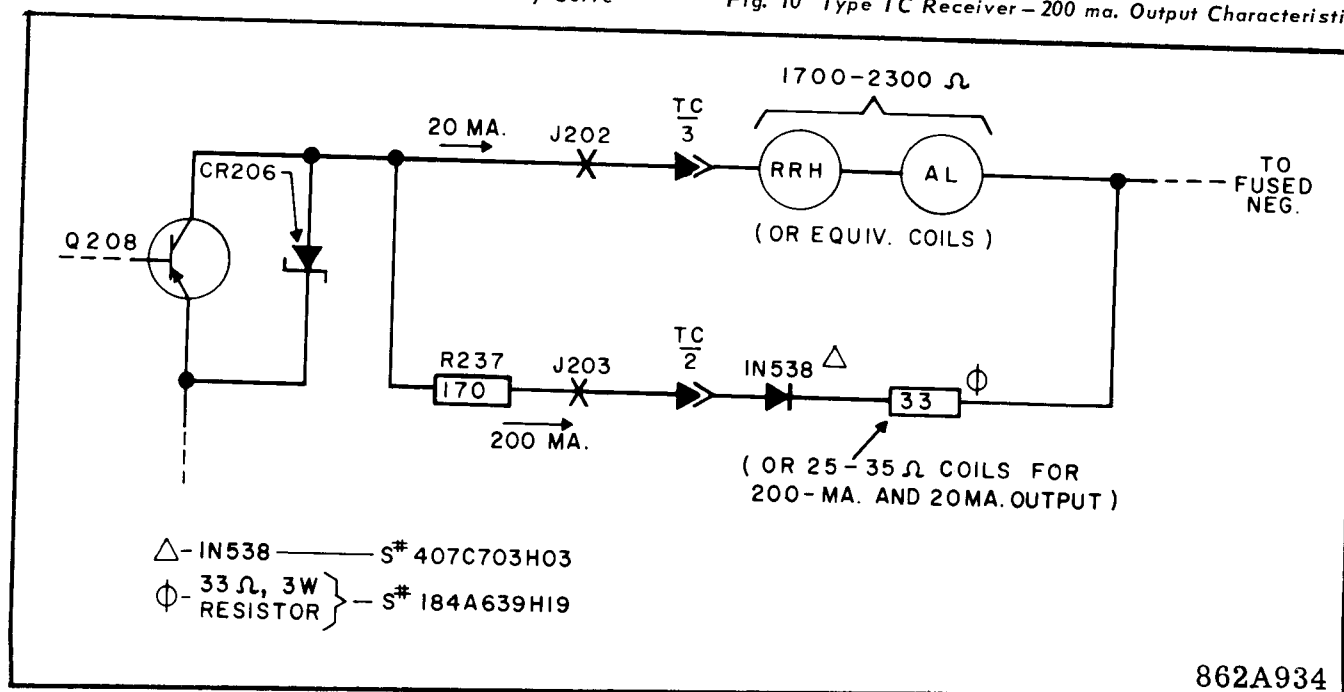 Fig. 10 Type TC Receiver – 200 ma. Output Characteristi
1700-2300 Ω
20 MA.
J202
TC
3
RRH
AL
TO
FUSED
NEG.
CR206
(OR EQUIV. COILS)
Q208
TC
2
R237
J203
IN538 △
ϕ
170
33
200 MA.
(OR 25-35 Ω COILS FOR
200-MA. AND 20MA. OUTPUT)
△-IN538 — S# 407C703H03
ϕ- 33 Ω, 3W
RESISTOR } — S# 184A639H19
862A934